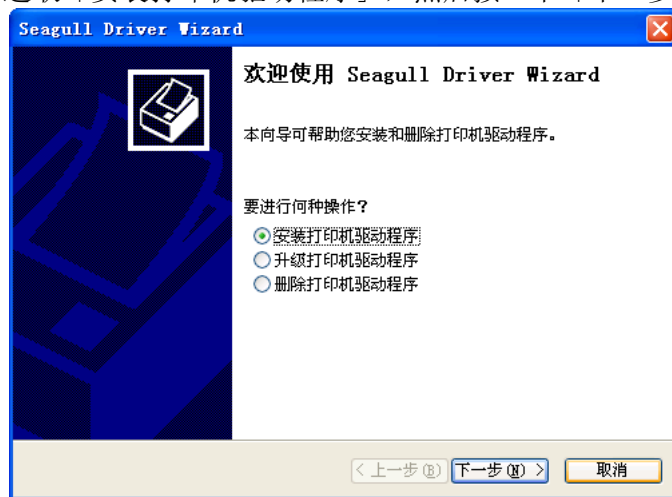 Seagull Driver Wizard
欢迎使用 Seagull Driver Wizard
本向导可帮助您安装和删除打印机驱动程序。
要进行何种操作?
安装打印机驱动程序
升级打印机驱动程序
删除打印机驱动程序
< 上一步(B) 下一步(N) > 取消